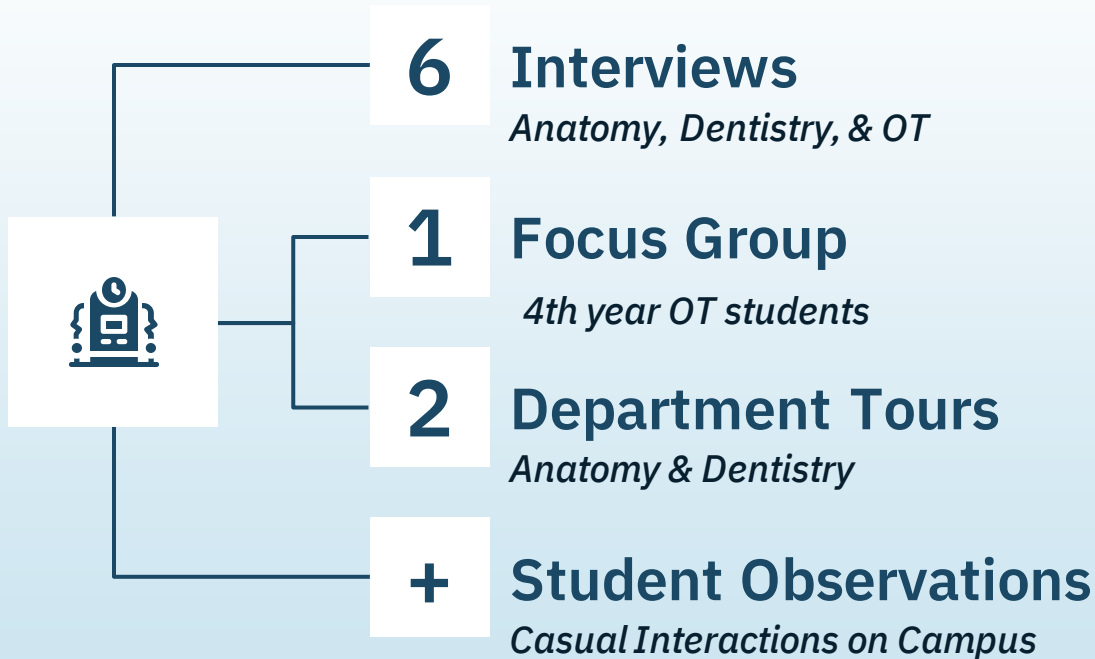 6
Interviews
Anatomy, Dentistry, & OT
1
Focus Group
4th year OT students
2
Department Tours
Anatomy & Dentistry
+
Student Observations
Casual Interactions on Campus